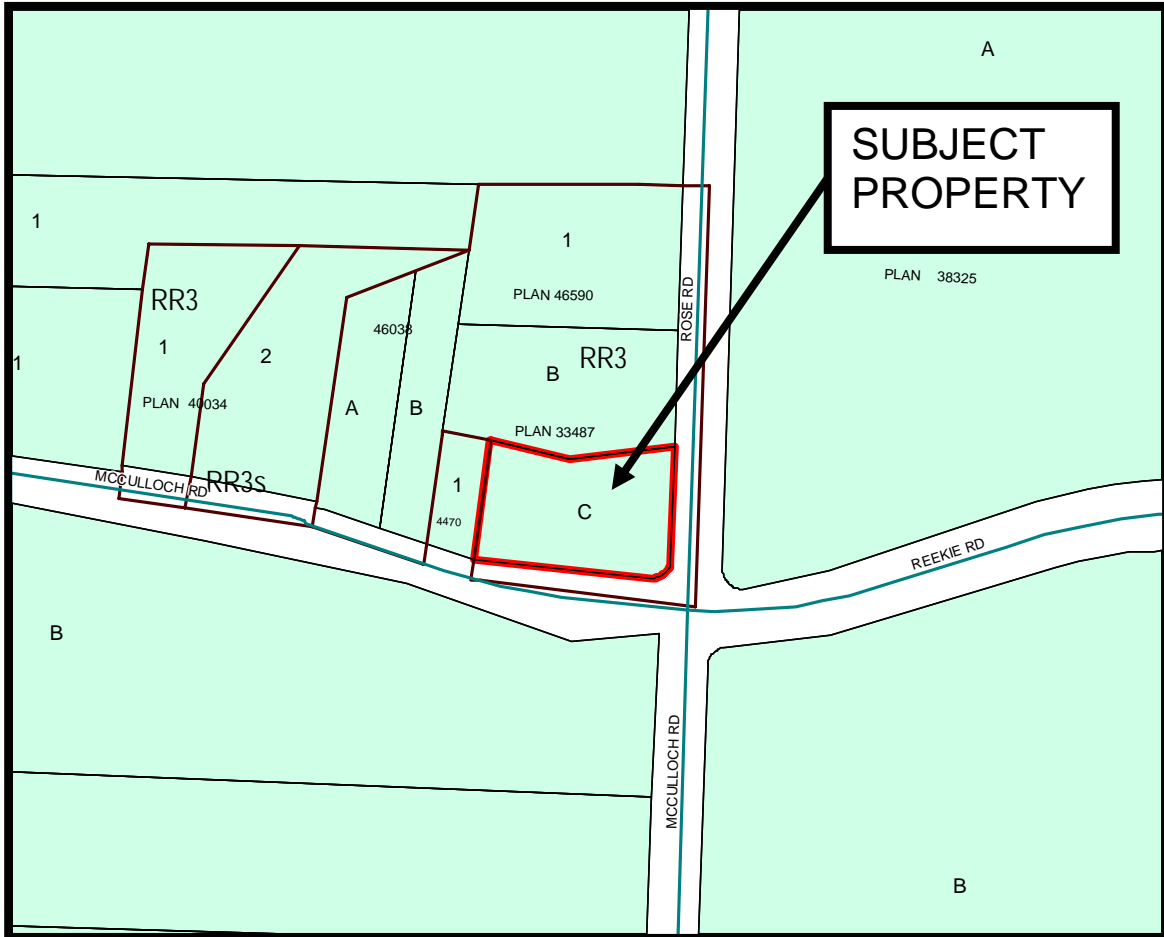 A
SUBJECT
PROPERTY
1
1
PLAN 38325
RR3
PLAN 46590
ROSE RD
46038
1
2
RR3
1
B
PLAN 40034
A
B
PLAN 33487
MCCULLOCH RD
RR3s
1
C
4470
REEKIE RD
B
MCCULLOCH RD
B